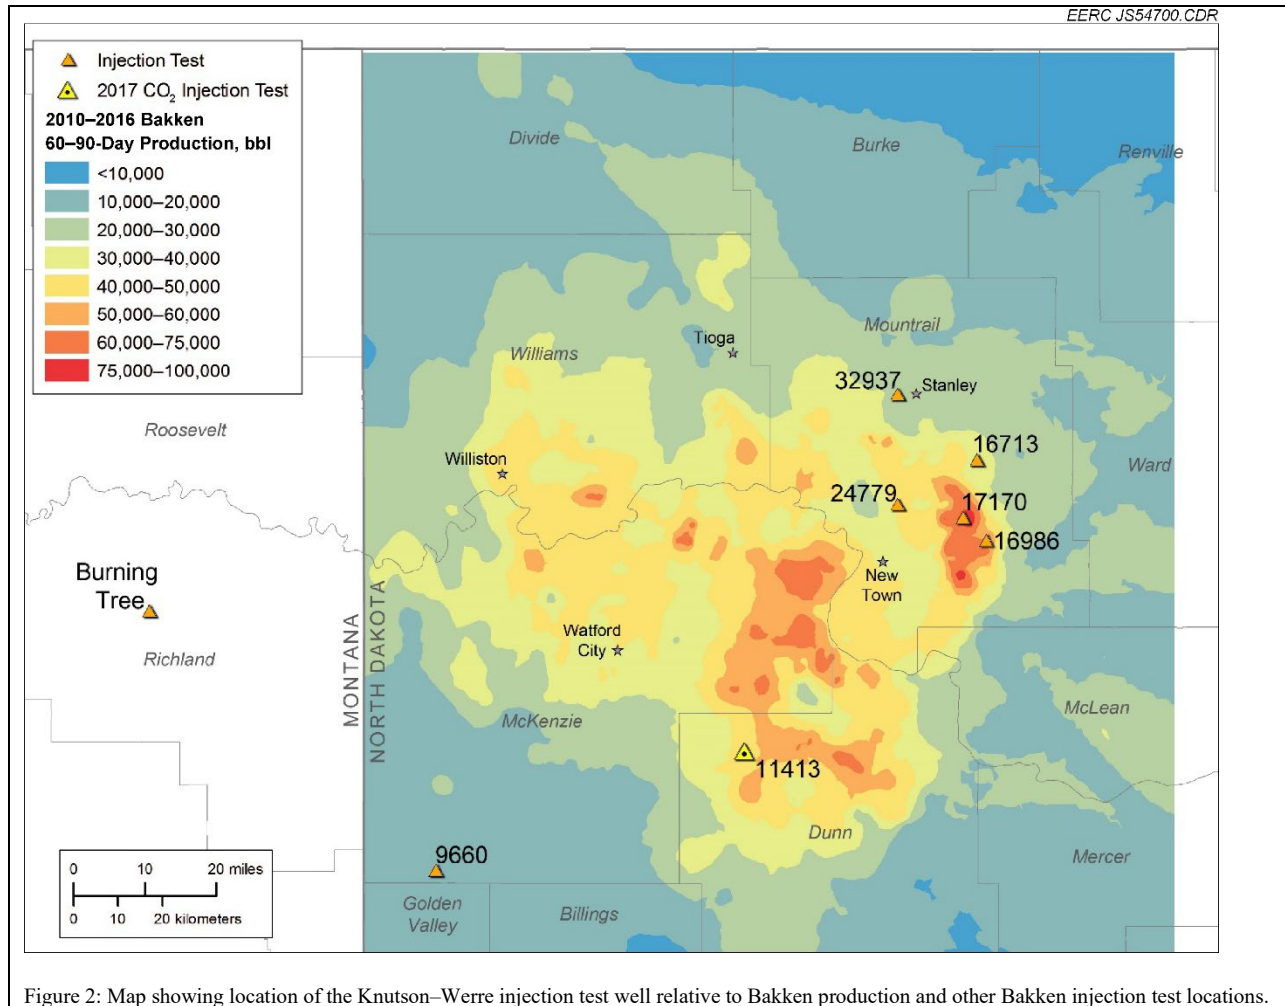 EERC JS54700.CDR
Injection Test
2017 CO₂ Injection Test
2010–2016 Bakken
60–90-Day Production, bbl
<10,000
10,000–20,000
20,000–30,000
30,000–40,000
40,000–50,000
50,000–60,000
60,000–75,000
75,000–100,000
Divide
Burke
Renville
Mountrail
Tioga
Williams
32937
Stanley
Roosevelt
16713
Williston
Ward
24779
17170
16986
Burning
Tree
New
Town
MONTANA
NORTH DAKOTA
Watford
City
Richland
McLean
McKenzie
11413
Dunn
9660
Mercer
0 10 20 miles
0 10 20 kilometers
Golden
Valley
Billings
Figure 2: Map showing location of the Knutson–Werre injection test well relative to Bakken production and other Bakken injection test locations.